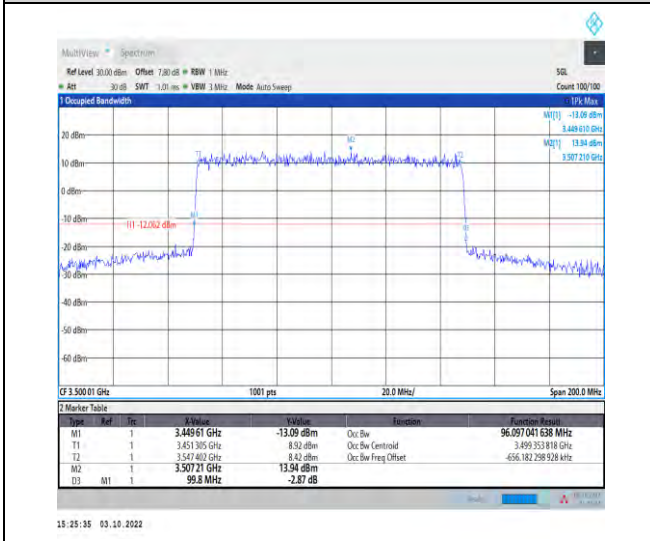 MultiView Spectrum
Ref Level 30.00 dBm Offset 7.80 dB RBW 1 MHz SGL
Att 30 dB SWT 1.01 ms VBW 3 MHz Mode Auto Sweep Count 100/100
1 Occupied Bandwidth 1Pk Max
M1[1] -13.09 dBm
3.449 610 GHz
M2[1] 13.94 dBm
3.507 210 GHz
20 dBm
M2
T1 T2
10 dBm
0 dBm
-10 dBm
M1
H1 -12.062 dBm
-20 dBm
-30 dBm
-40 dBm
-50 dBm
-60 dBm
CF 3.500 01 GHz 1001 pts 20.0 MHz/ Span 200.0 MHz
2 Marker Table
Type Ref Trc X-Value Y-Value Function Function Result
M1 1 3.449 61 GHz -13.09 dBm Occ Bw 96.097 041 638 MHz
T1 1 3.451 305 GHz 8.92 dBm Occ Bw Centroid 3.499 353 818 GHz
T2 1 3.547 402 GHz 8.42 dBm Occ Bw Freq Offset -656.182 298 928 kHz
M2 1 3.507 21 GHz 13.94 dBm
D3 M1 1 99.8 MHz -2.87 dB
15:25:35 03.10.2022